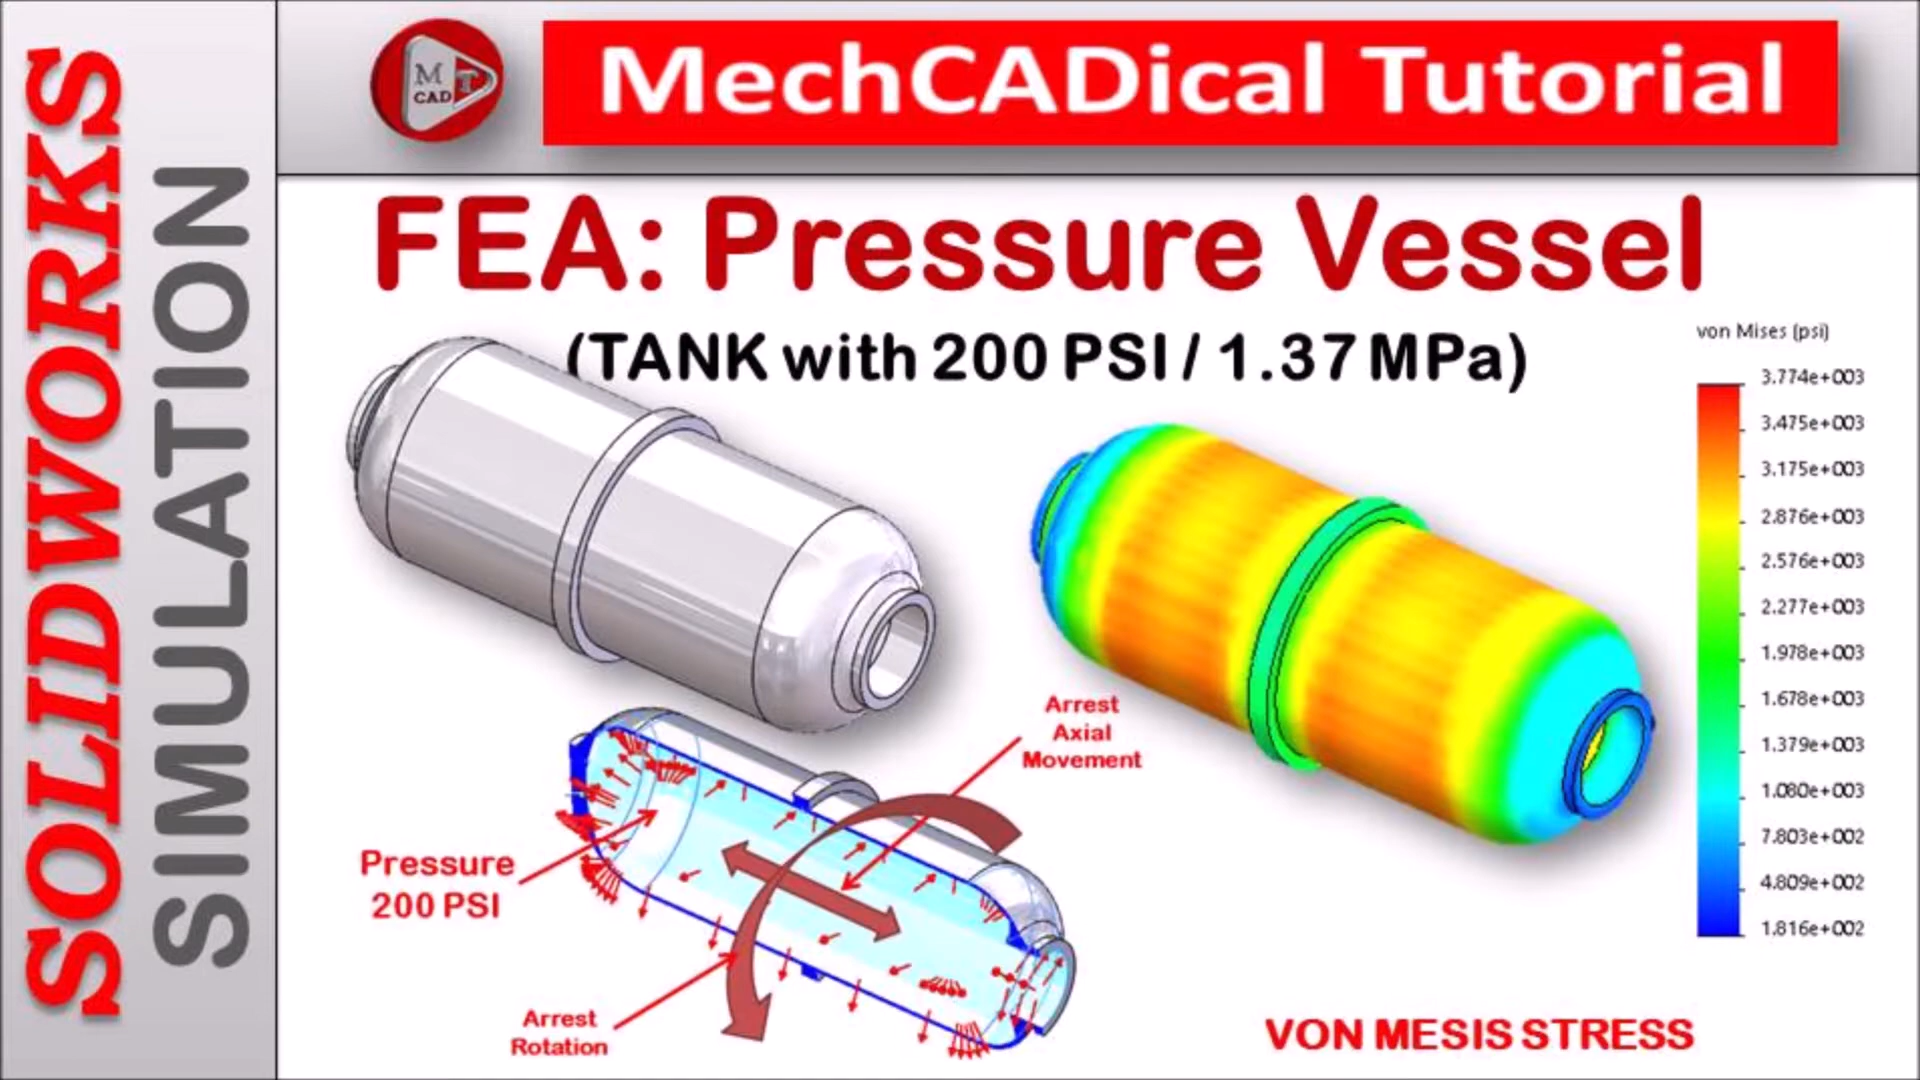 SOLIDWORKS
SIMULATION
M T
CAD
MechCADical Tutorial
FEA: Pressure Vessel
(TANK with 200 PSI / 1.37 MPa)
von Mises (psi)
3.774e+003
3.475e+003
3.175e+003
2.876e+003
2.576e+003
2.277e+003
1.978e+003
1.678e+003
1.379e+003
1.080e+003
7.803e+002
4.809e+002
1.816e+002
Arrest
Axial
Movement
Pressure
200 PSI
Arrest
Rotation
VON MESIS STRESS